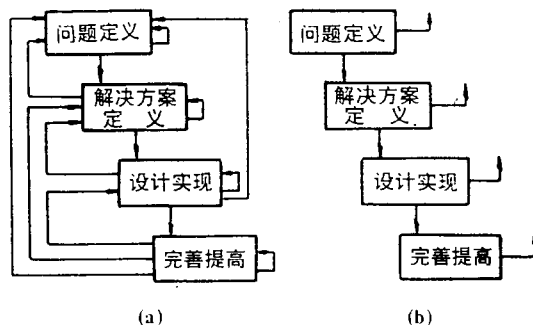 问题定义
解决方案
定 义
设计实现
完善提高
(a)
问题定义
解决方案
定 义
设计实现
完善提高
(b)